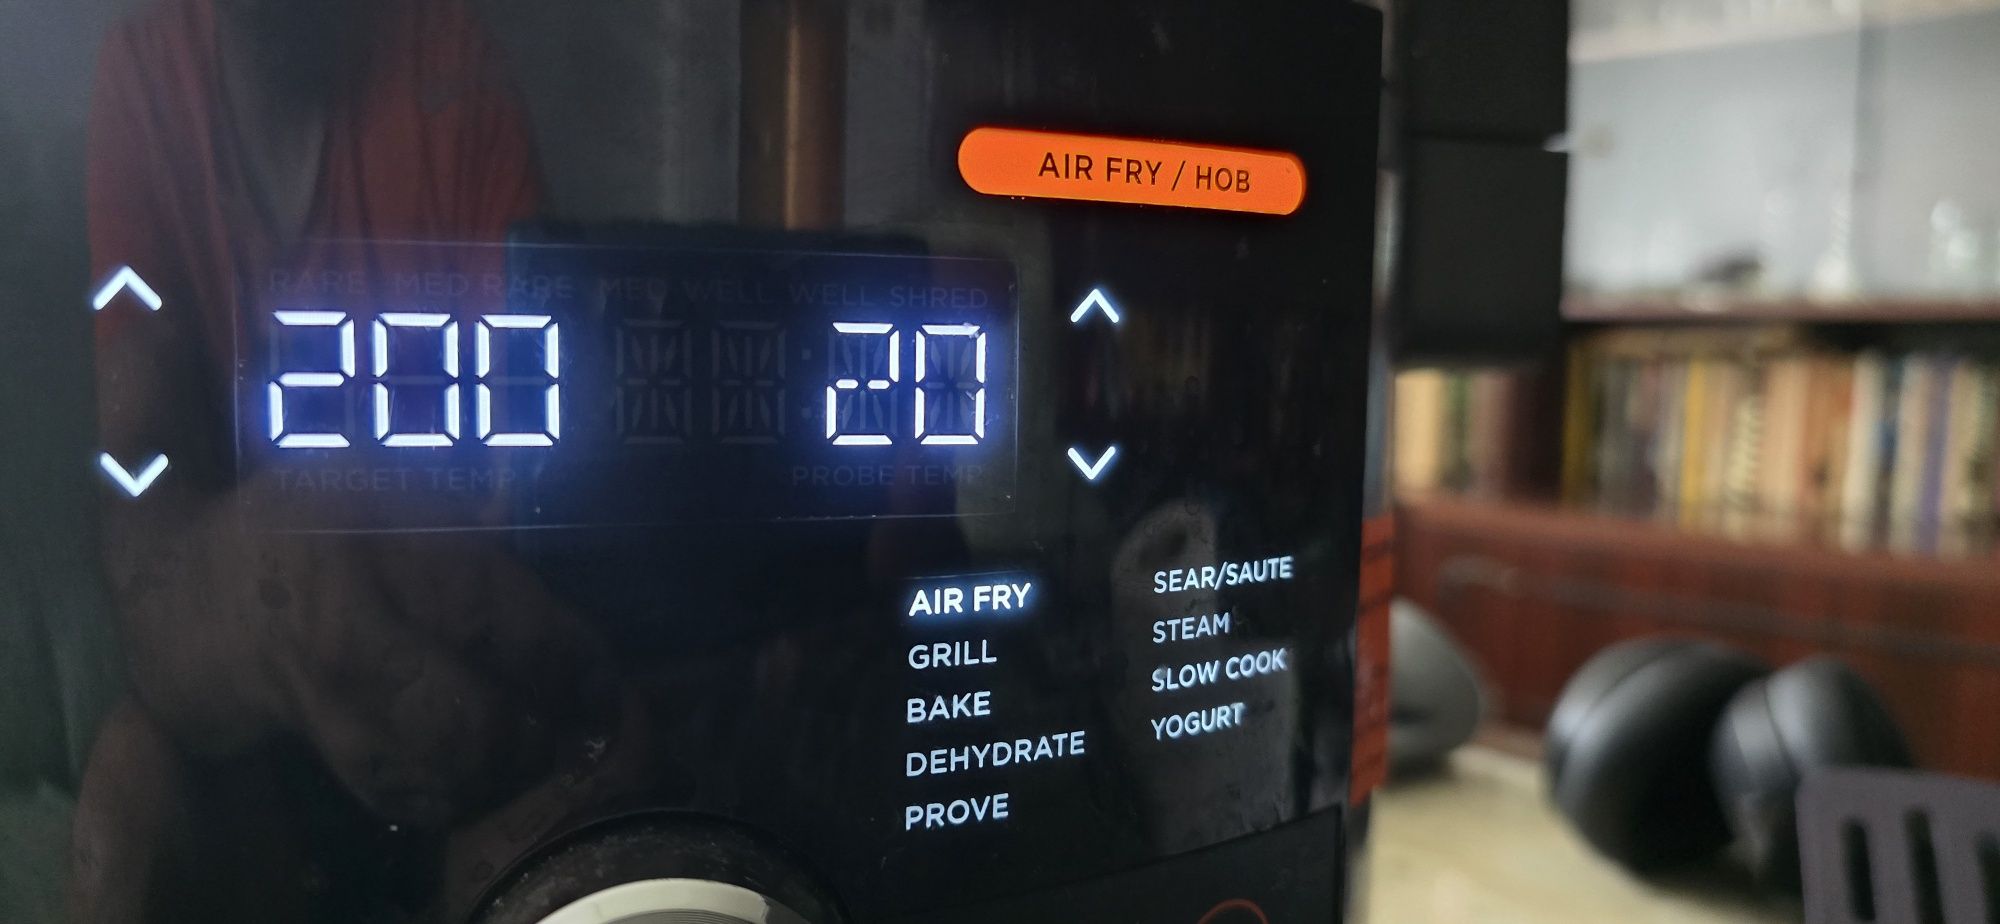 AIR FRY / HOB
RARE MED RARE MED WELL WELL SHRED
200 20
TARGET TEMP PROBE TEMP
AIR FRY
GRILL
BAKE
DEHYDRATE
PROVE
SEAR/SAUTE
STEAM
SLOW COOK
YOGURT